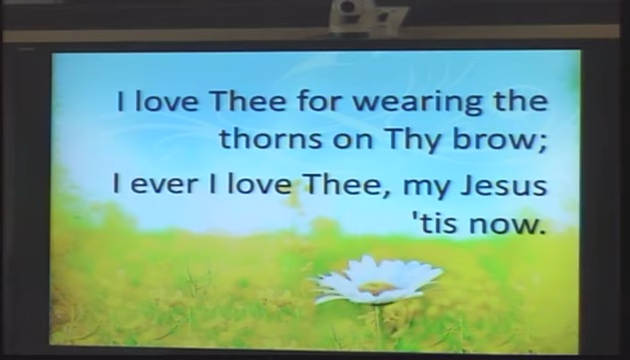 I love Thee for wearing the
thorns on Thy brow;
I ever I love Thee, my Jesus
'tis now.